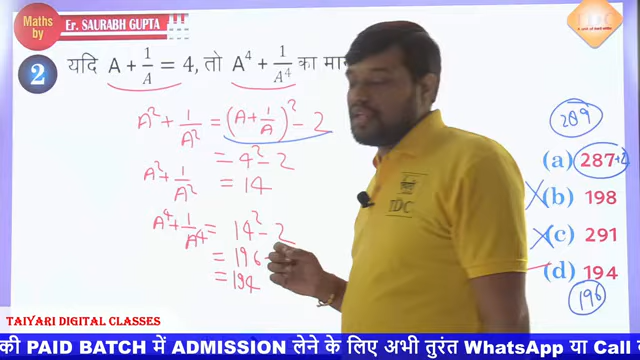 Maths
by
Er. SAURABH GUPTA
TDC
2 यदि A + 1/A = 4, तो A⁴ + 1/A⁴ का मा
A² + 1/A² = (A + 1/A)² - 2
= 4² - 2
A² + 1/A² = 14
A⁴ + 1/A⁴ = 14² - 2
= 196 -
= 194
289
(a) 287+2
(b) 198
(c) 291
(d) 194
196
TDC
TAIYARI DIGITAL CLASSES
की PAID BATCH में ADMISSION लेने के लिए अभी तुरंत WhatsApp या Call